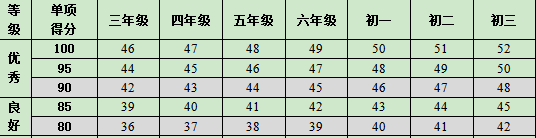 等级 单项得分 三年级 四年级 五年级 六年级 初一 初二 初三
优秀 100 46 47 48 49 50 51 52
95 44 45 46 47 48 49 50
90 42 43 44 45 46 47 48
良好 85 39 40 41 42 43 44 45
80 36 37 38 39 40 41 42